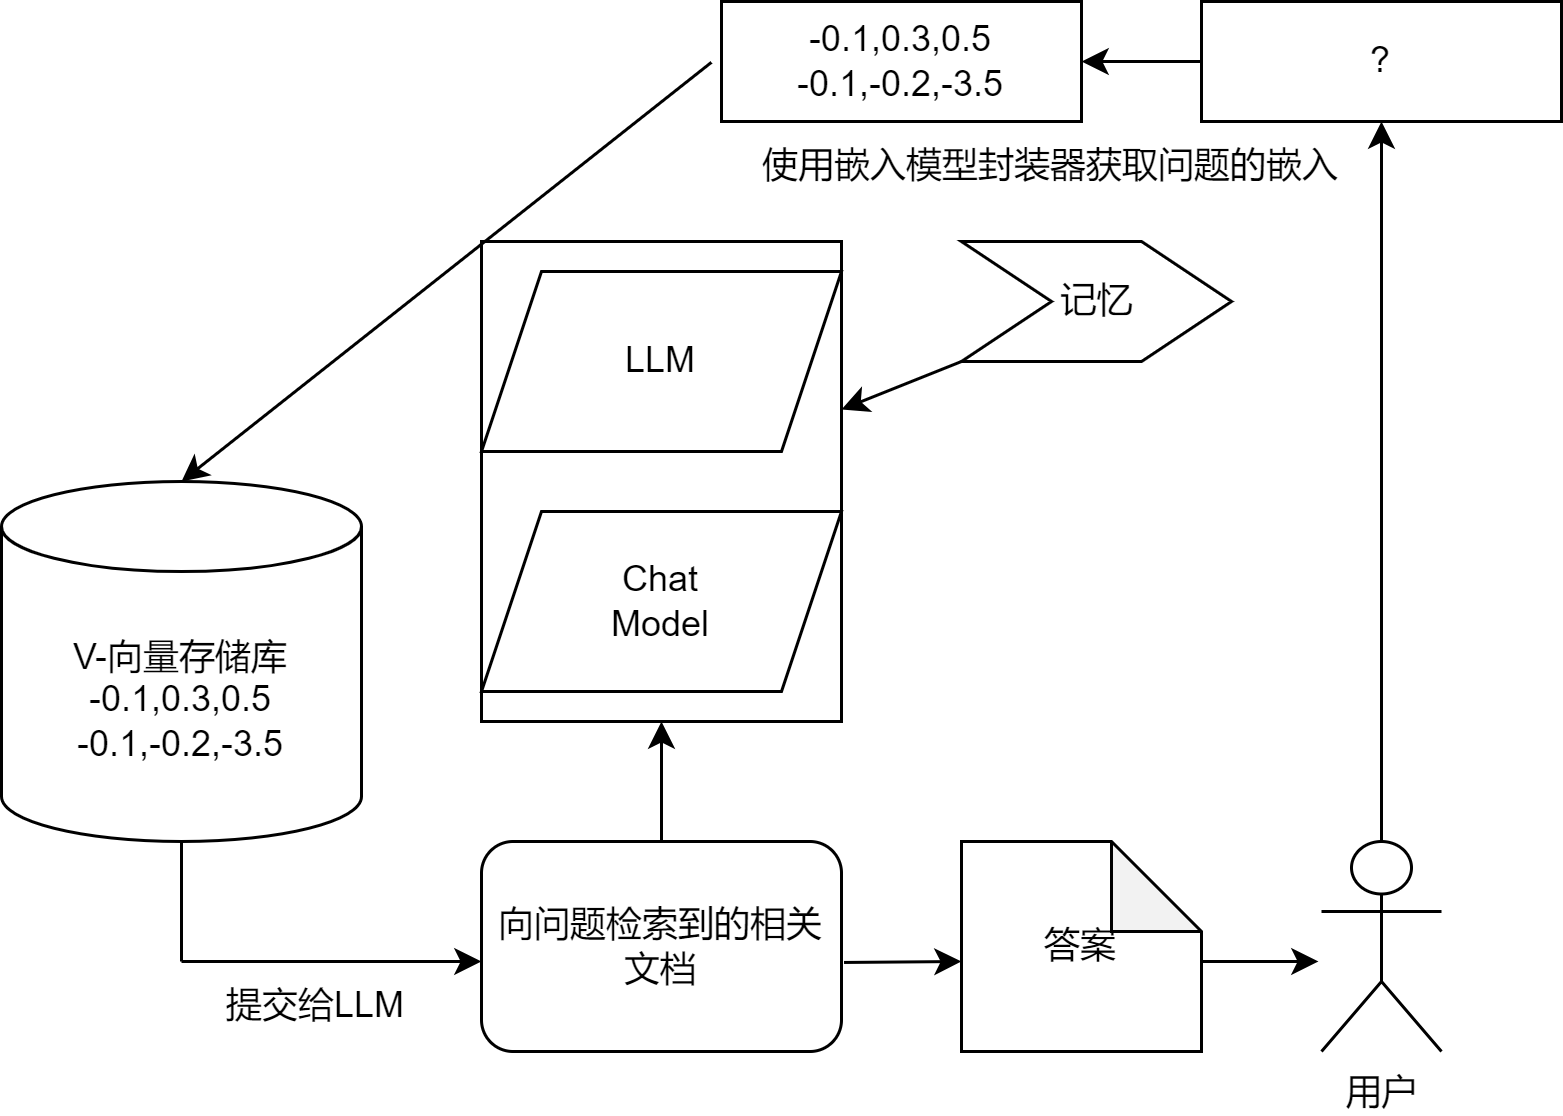 -0.1,0.3,0.5
-0.1,-0.2,-3.5
?
使用嵌入模型封装器获取问题的嵌入
记忆
LLM
Chat
Model
V-向量存储库
-0.1,0.3,0.5
-0.1,-0.2,-3.5
向问题检索到的相关
文档
答案
提交给LLM
用户